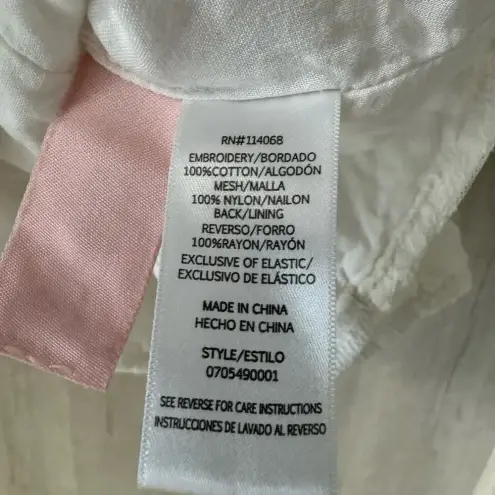 RN#114068
EMBROIDERY/BORDADO
100%COTTON/ALGODÓN
MESH/MALLA
100% NYLON/NAILON
BACK/LINING
REVERSO/FORRO
100%RAYON/RAYÓN
EXCLUSIVE OF ELASTIC/
EXCLUSIVO DE ELÁSTICO
MADE IN CHINA
HECHO EN CHINA
STYLE/ESTILO
0705490001
SEE REVERSE FOR CARE INSTRUCTIONS
INSTRUCCIONES DE LAVADO AL REVERSO